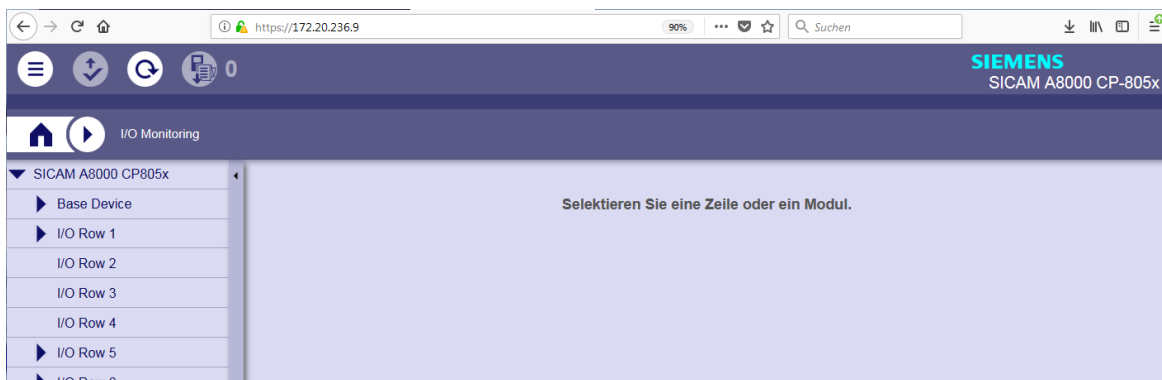 https://172.20.236.9
90%
Suchen
0
SIEMENS
SICAM A8000 CP-805x
I/O Monitoring
SICAM A8000 CP805x
Base Device
I/O Row 1
I/O Row 2
I/O Row 3
I/O Row 4
I/O Row 5
Selektieren Sie eine Zeile oder ein Modul.